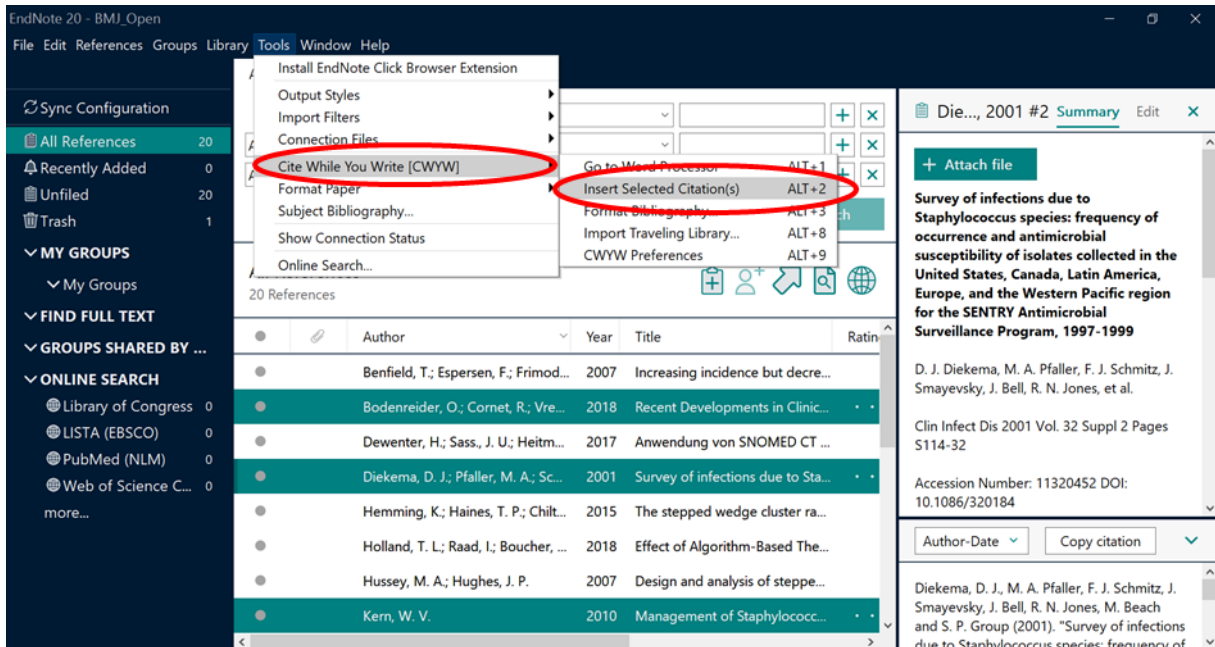 EndNote 20 - BMJ_Open
File Edit References Groups Library Tools Window Help
Install EndNote Click Browser Extension
Output Styles
Import Filters
Connection Files
Cite While You Write [CWYW]
Format Paper
Subject Bibliography...
Show Connection Status
Online Search...
Go to Word Processor ALT+1
Insert Selected Citation(s) ALT+2
Format Bibliography... ALT+3
Import Traveling Library... ALT+8
CWYW Preferences ALT+9
Sync Configuration
All References 20
Recently Added 0
Unfiled 20
Trash 1
MY GROUPS
My Groups
FIND FULL TEXT
GROUPS SHARED BY ...
ONLINE SEARCH
Library of Congress 0
LISTA (EBSCO) 0
PubMed (NLM) 0
Web of Science C... 0
more...
20 References
Author Year Title Ratin
Benfield, T.; Espersen, F.; Frimod... 2007 Increasing incidence but decre...
Bodenreider, O.; Cornet, R.; Vre... 2018 Recent Developments in Clinic...
Dewenter, H.; Sass., J. U.; Heitm... 2017 Anwendung von SNOMED CT ...
Diekema, D. J.; Pfaller, M. A.; Sc... 2001 Survey of infections due to Sta...
Hemming, K.; Haines, T. P.; Chilt... 2015 The stepped wedge cluster ra...
Holland, T. L.; Raad, I.; Boucher, ... 2018 Effect of Algorithm-Based The...
Hussey, M. A.; Hughes, J. P. 2007 Design and analysis of steppe...
Kern, W. V. 2010 Management of Staphylococc...
Die..., 2001 #2 Summary Edit
+ Attach file
Survey of infections due to
Staphylococcus species: frequency of
occurrence and antimicrobial
susceptibility of isolates collected in the
United States, Canada, Latin America,
Europe, and the Western Pacific region
for the SENTRY Antimicrobial
Surveillance Program, 1997-1999
D. J. Diekema, M. A. Pfaller, F. J. Schmitz, J.
Smayevsky, J. Bell, R. N. Jones, et al.
Clin Infect Dis 2001 Vol. 32 Suppl 2 Pages
S114-32
Accession Number: 11320452 DOI:
10.1086/320184
Author-Date Copy citation
Diekema, D. J., M. A. Pfaller, F. J. Schmitz, J.
Smayevsky, J. Bell, R. N. Jones, M. Beach
and S. P. Group (2001). "Survey of infections
due to Staphylococcus species: frequency of